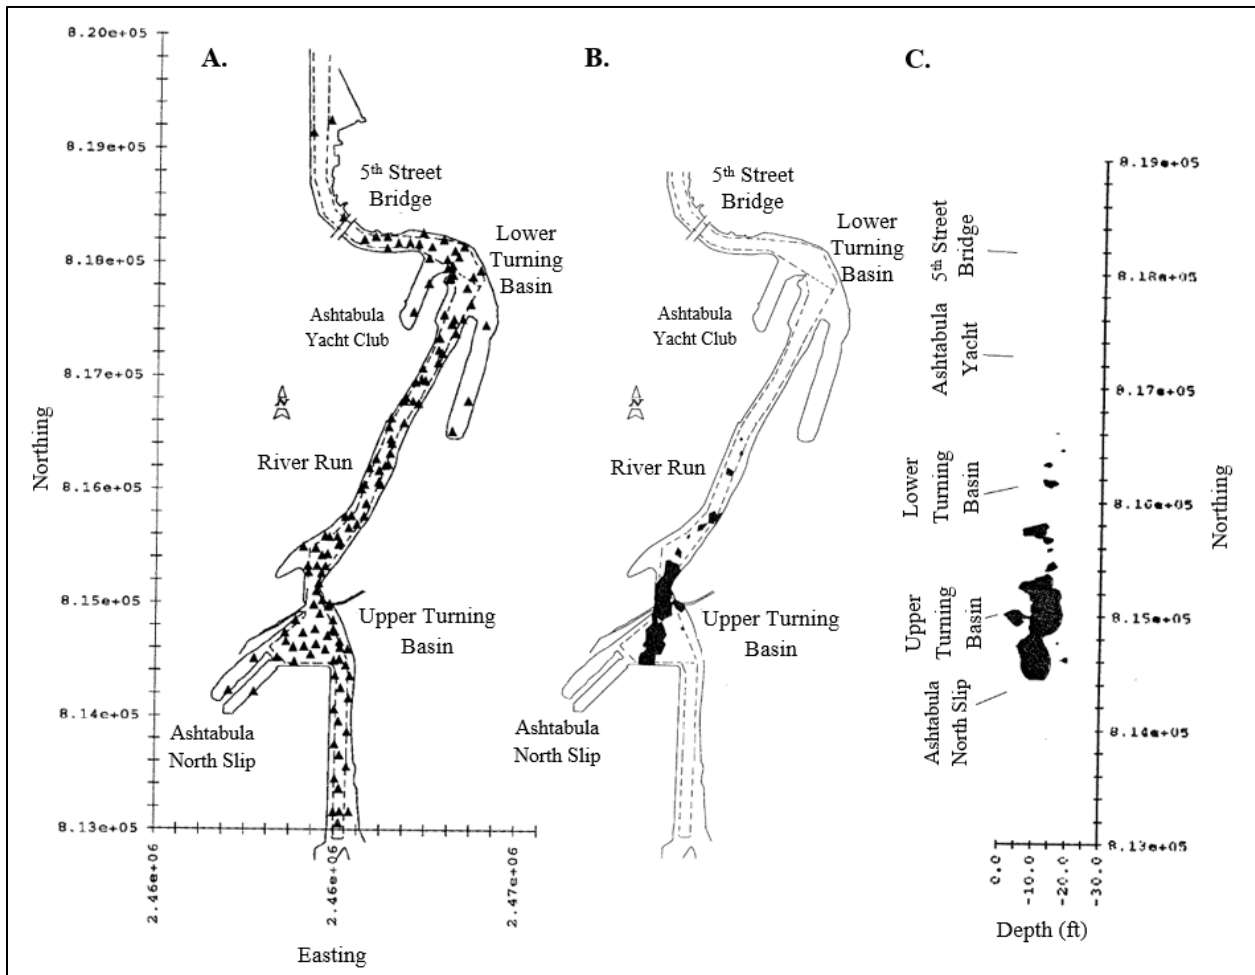 A.
8.20e+05
8.19e+05
8.18e+05
8.17e+05
8.16e+05
8.15e+05
8.14e+05
8.13e+05
Northing
5th Street
Bridge
Lower
Turning
Basin
Ashtabula
Yacht Club
N
River Run
Upper Turning
Basin
Ashtabula
North Slip
2.46e+06
2.46e+06
2.47e+06
Easting
B.
5th Street
Bridge
Lower
Turning
Basin
Ashtabula
Yacht Club
N
River Run
Upper Turning
Basin
Ashtabula
North Slip
C.
5th Street
Bridge
Ashtabula
Yacht
Lower
Turning
Basin
Upper
Turning
Basin
Ashtabula
North Slip
8.19e+05
8.18e+05
8.17e+05
8.16e+05
8.15e+05
8.14e+05
8.13e+05
Northing
0.0
-10.0
-20.0
-30.0
Depth (ft)